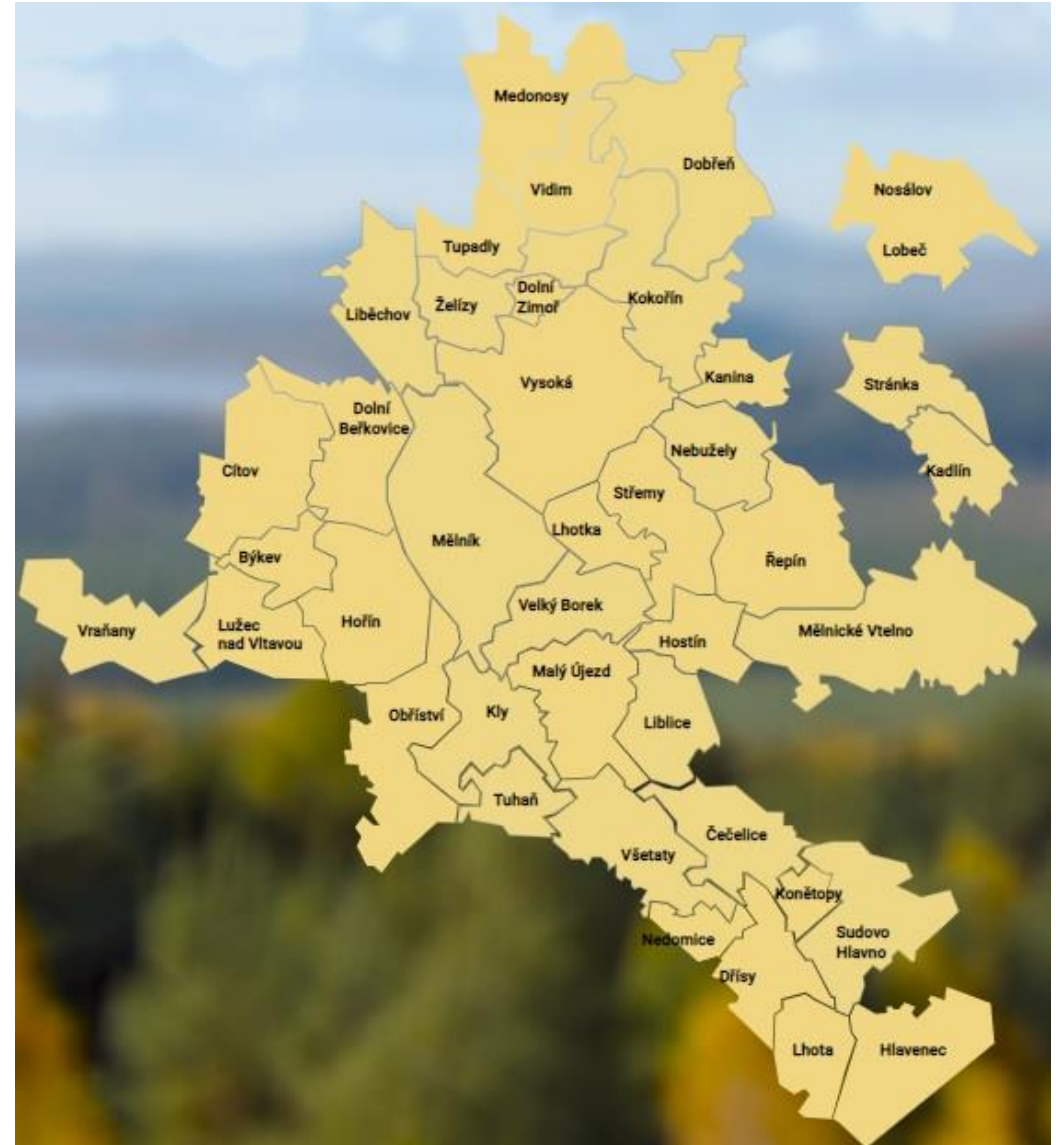 Medonosy
Dobřeň
Vidim
Nosálov
Tupadly
Lobeč
Dolní
Zimoř
Želízy
Kokořín
Liběchov
Vysoká
Kanina
Stránka
Dolní
Beřkovice
Nebužely
Cítov
Kadlín
Střemy
Lhotka
Mělník
Býkev
Řepín
Velký Borek
Hořín
Lužec
nad Vltavou
Vraňany
Mělnické Vtelno
Hostín
Malý Újezd
Kly
Obříství
Liblice
Tuhaň
Čečelice
Všetaty
Konětopy
Sudovo
Hlavno
Nedomice
Dřísy
Lhota
Hlavenec